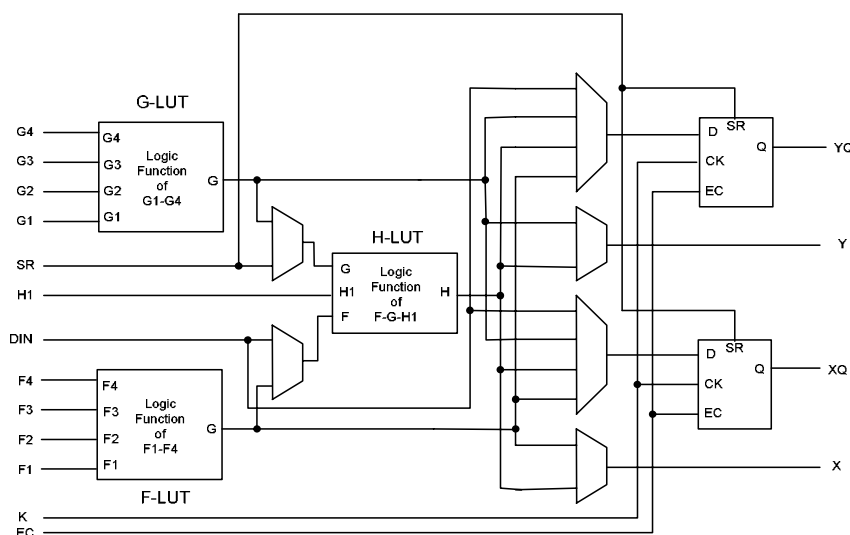 G-LUT
G4
G3
G2
G1
G4
G3
G2
G1
Logic
Function
of
G1-G4
G
SR
H1
DIN
H-LUT
G
H1
F
Logic
Function
of
F-G-H1
H
F4
F3
F2
F1
F4
F3
F2
F1
Logic
Function
of
F1-F4
G
F-LUT
K
EC
D
SR
CK
EC
Q
YQ
Y
D
SR
CK
EC
Q
XQ
X